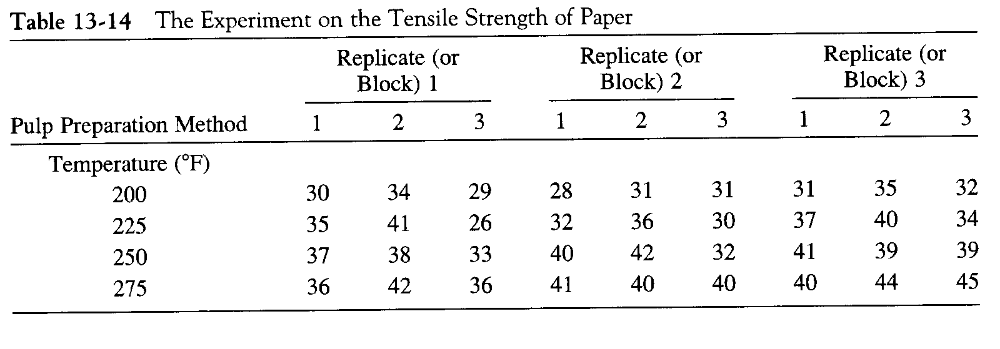 Table 13-14 The Experiment on the Tensile Strength of Paper
Replicate (or Replicate (or Replicate (or
Block) 1 Block) 2 Block) 3
Pulp Preparation Method 1 2 3 1 2 3 1 2 3
Temperature (°F)
200 30 34 29 28 31 31 31 35 32
225 35 41 26 32 36 30 37 40 34
250 37 38 33 40 42 32 41 39 39
275 36 42 36 41 40 40 40 44 45